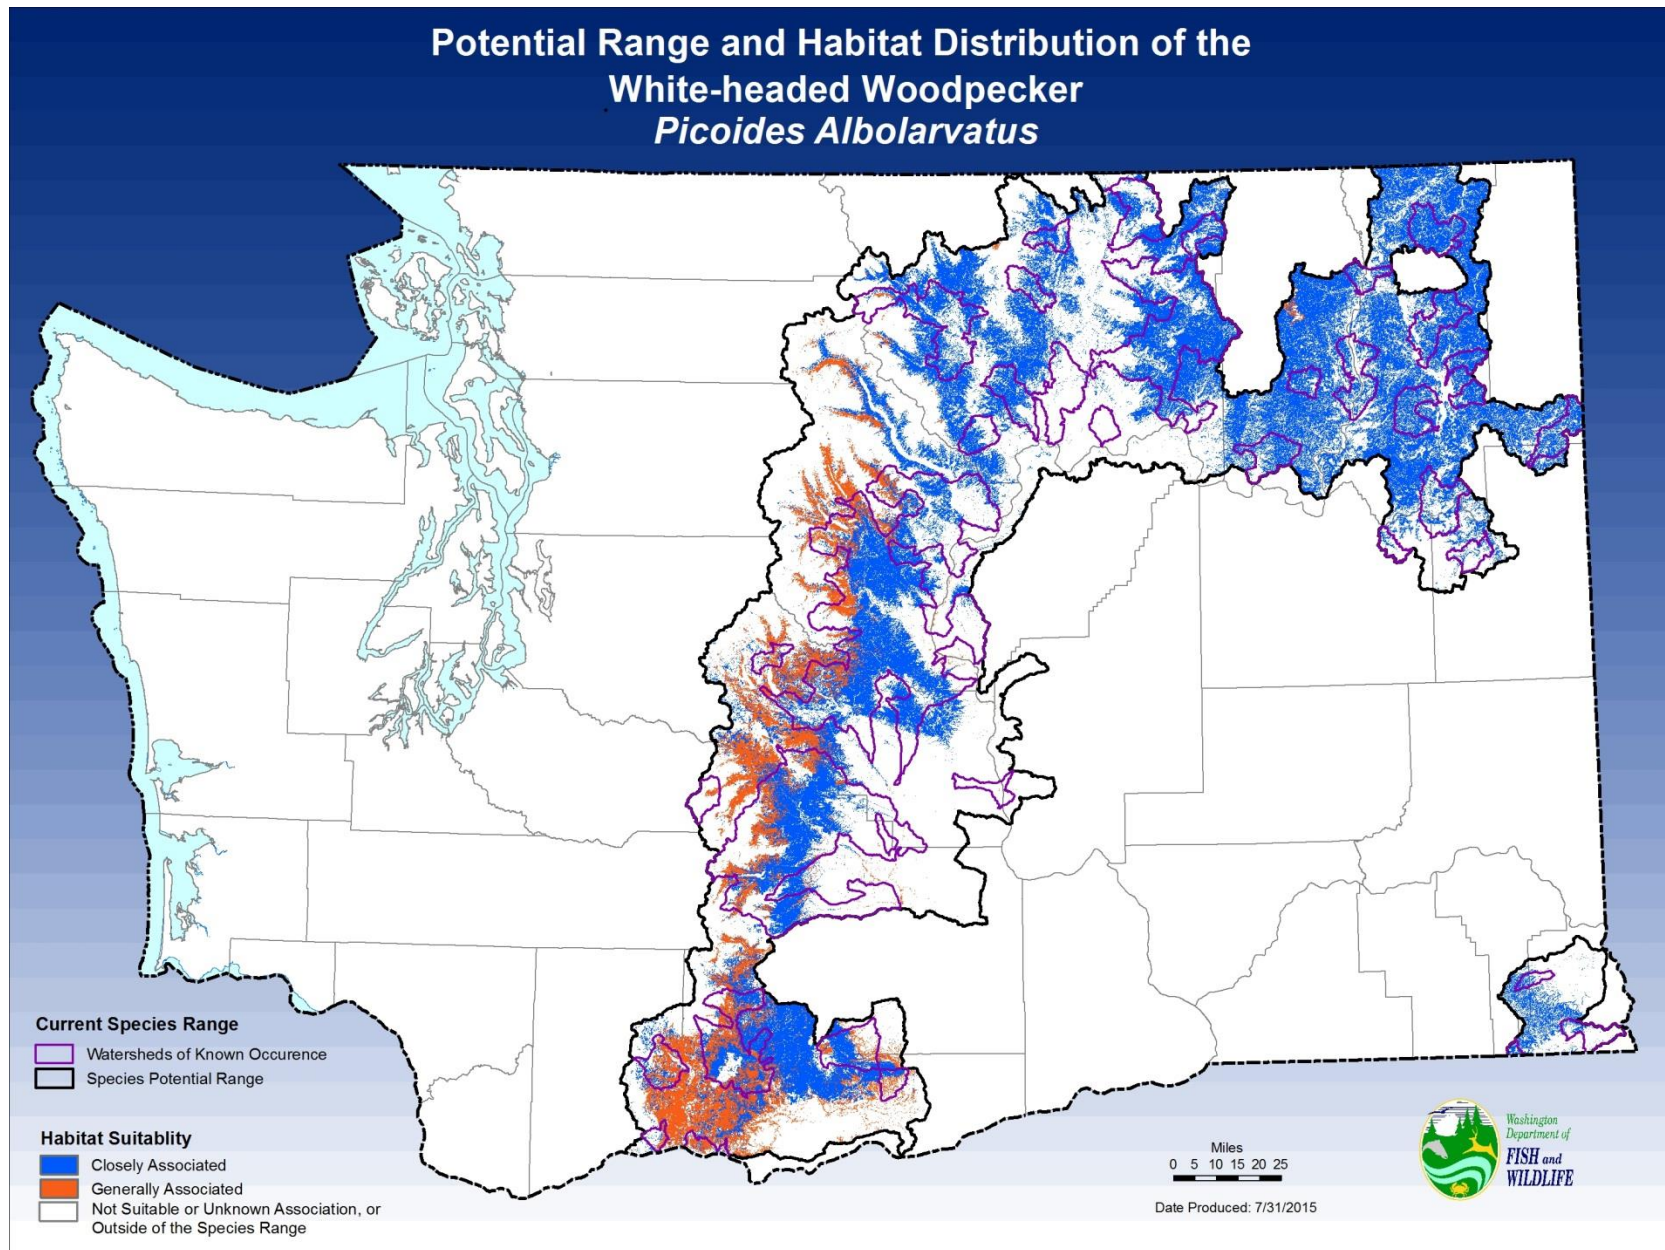 Potential Range and Habitat Distribution of the
White-headed Woodpecker
Picoides Albolarvatus
Current Species Range
Watersheds of Known Occurence
Species Potential Range
Habitat Suitablity
Closely Associated
Generally Associated
Not Suitable or Unknown Association, or
Outside of the Species Range
Miles
0 5 10 15 20 25
Date Produced: 7/31/2015
Washington
Department of
FISH and
WILDLIFE